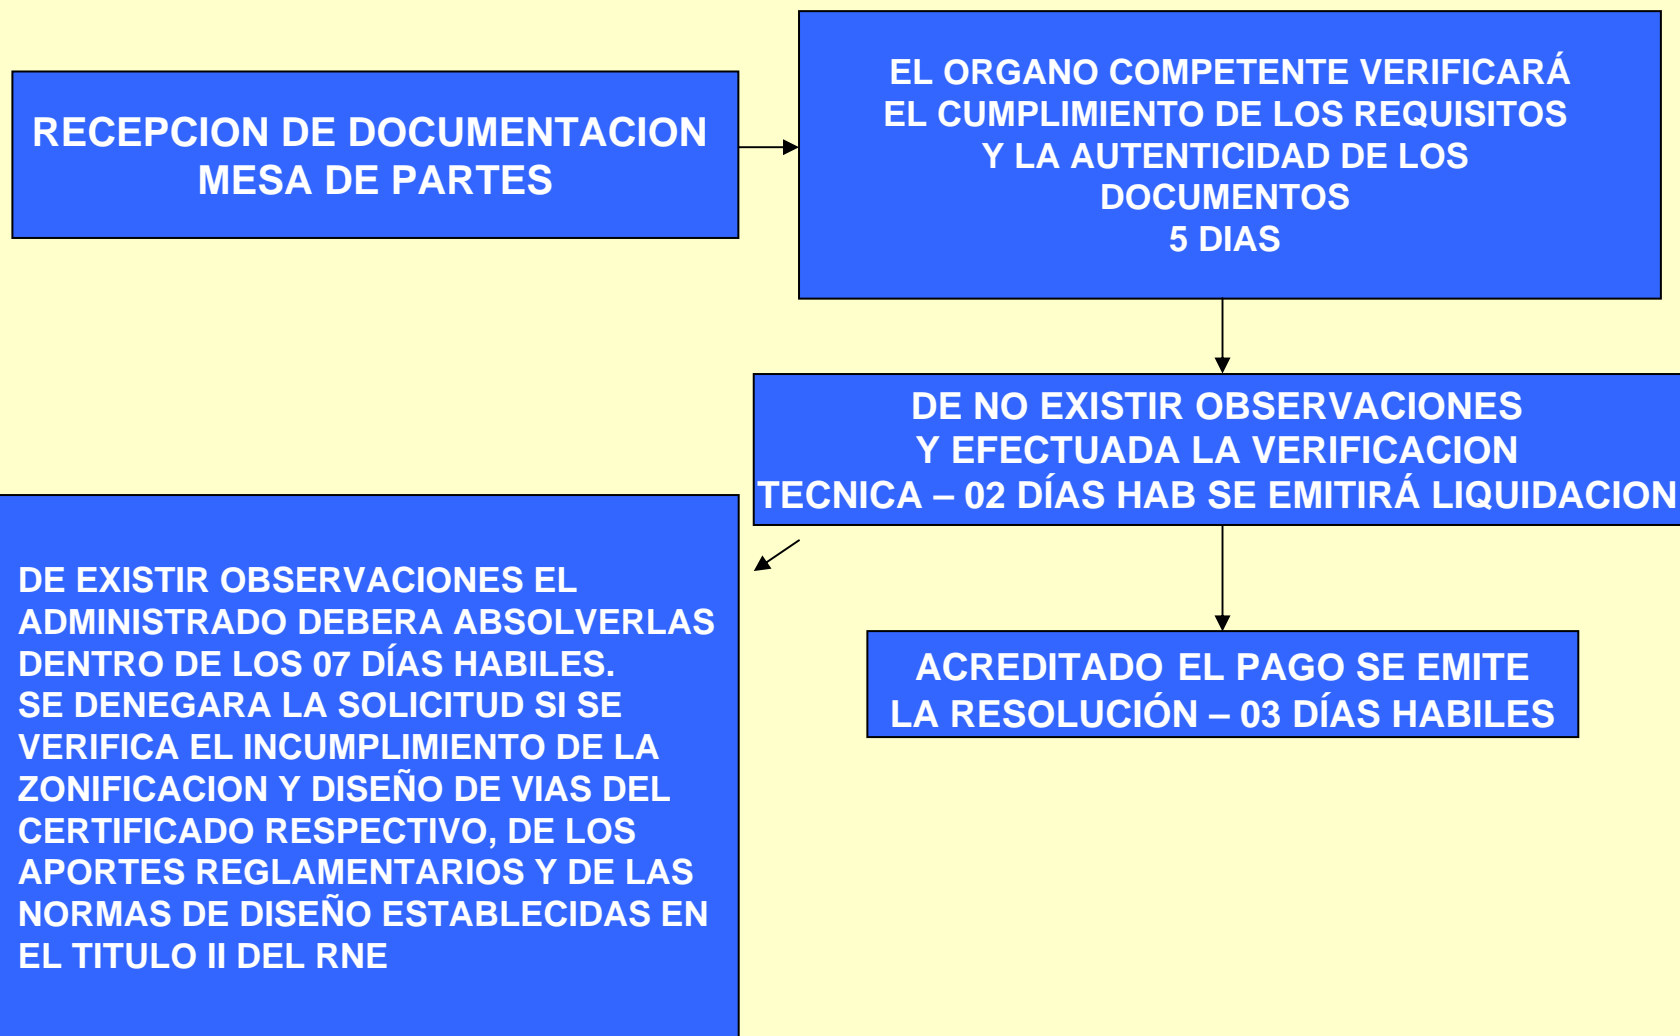 RECEPCION DE DOCUMENTACION
MESA DE PARTES
EL ORGANO COMPETENTE VERIFICARÁ
EL CUMPLIMIENTO DE LOS REQUISITOS
Y LA AUTENTICIDAD DE LOS
DOCUMENTOS
5 DIAS
DE NO EXISTIR OBSERVACIONES
Y EFECTUADA LA VERIFICACION
TECNICA – 02 DÍAS HAB SE EMITIRÁ LIQUIDACION
DE EXISTIR OBSERVACIONES EL
ADMINISTRADO DEBERA ABSOLVERLAS
DENTRO DE LOS 07 DÍAS HABILES.
SE DENEGARA LA SOLICITUD SI SE
VERIFICA EL INCUMPLIMIENTO DE LA
ZONIFICACION Y DISEÑO DE VIAS DEL
CERTIFICADO RESPECTIVO, DE LOS
APORTES REGLAMENTARIOS Y DE LAS
NORMAS DE DISEÑO ESTABLECIDAS EN
EL TITULO II DEL RNE
ACREDITADO EL PAGO SE EMITE
LA RESOLUCIÓN – 03 DÍAS HABILES